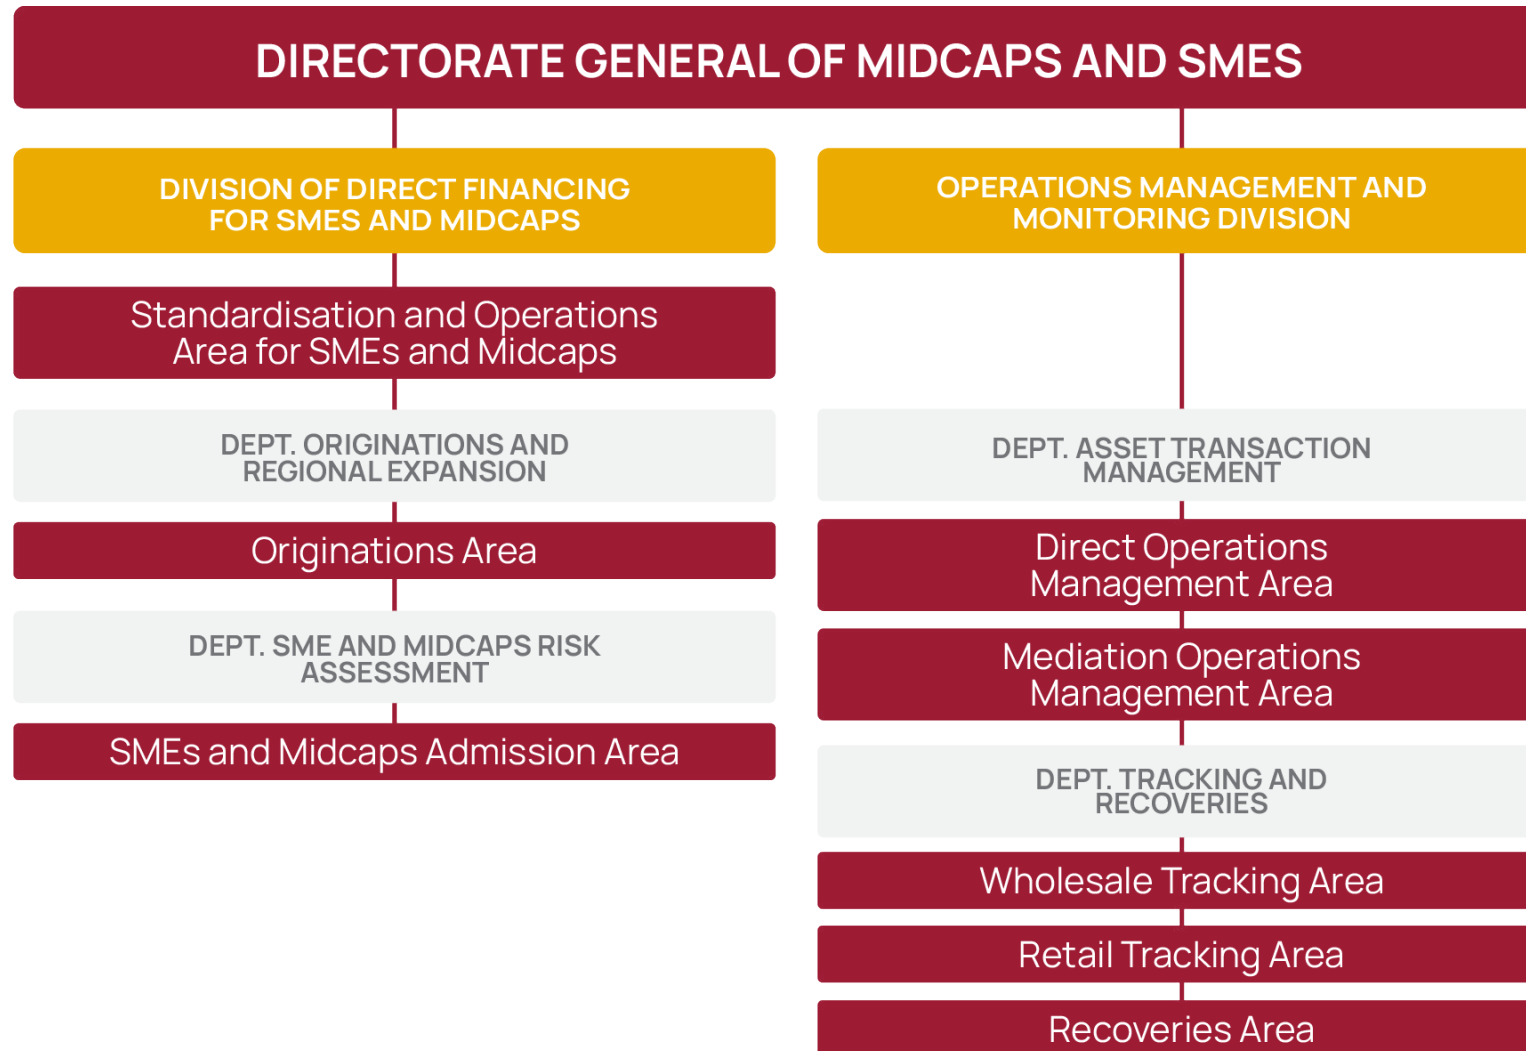 DIRECTORATE GENERAL OF MIDCAPS AND SMES
DIVISION OF DIRECT FINANCING
FOR SMES AND MIDCAPS
Standardisation and Operations
Area for SMEs and Midcaps
DEPT. ORIGINATIONS AND
REGIONAL EXPANSION
Originations Area
DEPT. SME AND MIDCAPS RISK
ASSESSMENT
SMEs and Midcaps Admission Area
OPERATIONS MANAGEMENT AND
MONITORING DIVISION
DEPT. ASSET TRANSACTION
MANAGEMENT
Direct Operations
Management Area
Mediation Operations
Management Area
DEPT. TRACKING AND
RECOVERIES
Wholesale Tracking Area
Retail Tracking Area
Recoveries Area